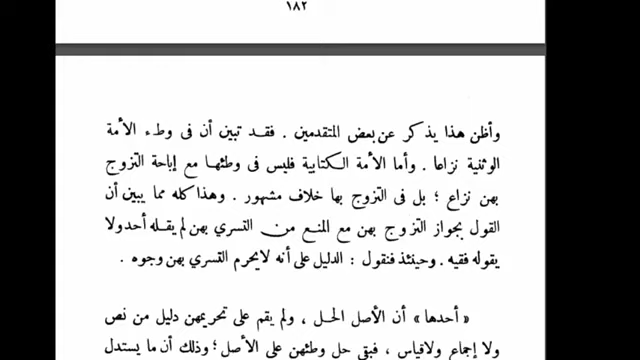 ١٨٢
وأظن هذا يذكر عن بعض المتقدمين . فقد تبين أن فى وطء الأمة
الوثنية نزاعا . وأما الأمة الكتابية فليس فى وطئها مع إباحة التزوج
بهن نزاع ؛ بل فى التزوج بها خلاف مشهور . وهذا كله مما يبين أن
القول بجواز التزوج بهن مع المنع من التسري بهن لم يقله أحد ولا
يقوله فقيه . وحينئذ فنقول : الدليل على أنه لا يحرم التسري بهن وجوه .
« أحدها » أن الأصل الحل ، ولم يقم على تحريمهن دليل من نص
ولا إجماع ولا قياس ، فبقي حل وطئهن على الأصل ؛ وذلك أن ما يستدل